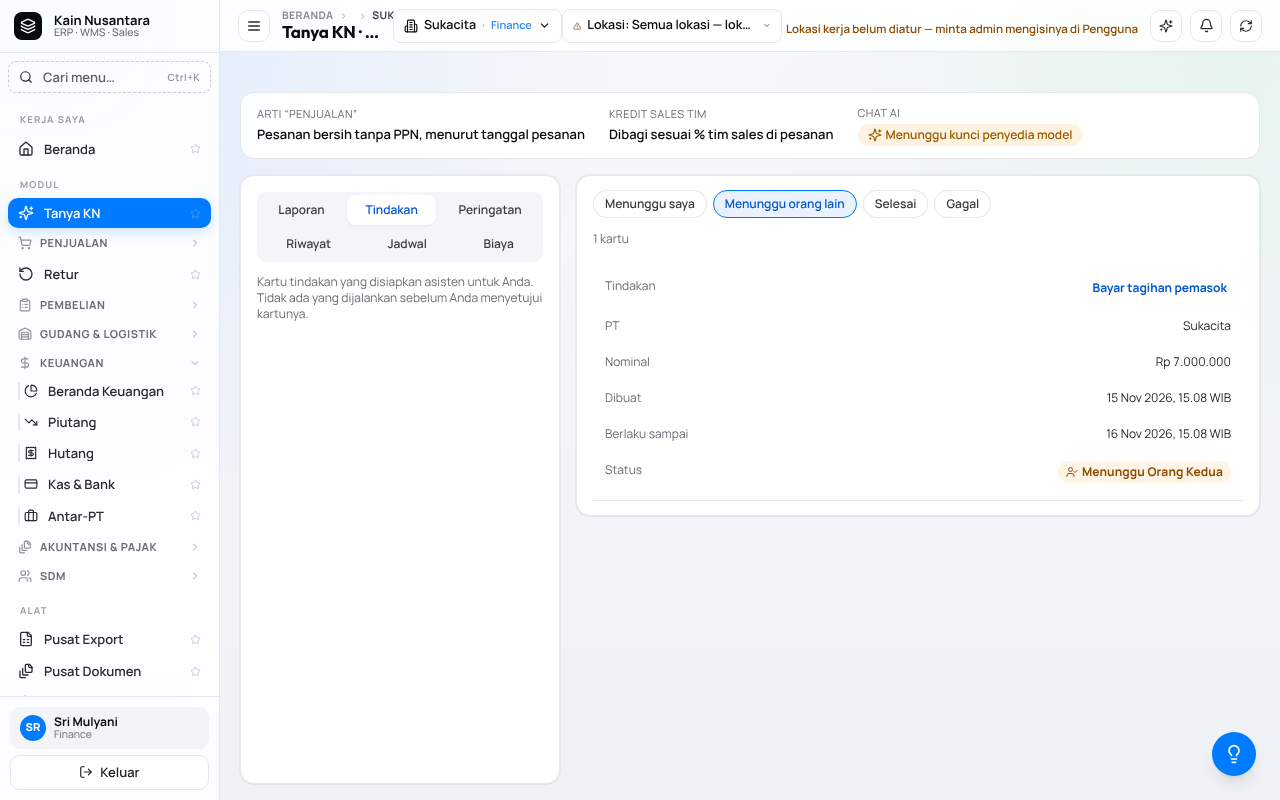 Kain Nusantara
ERP · WMS · Sales
Cari menu...
Ctrl+K
KERJA SAYA
Beranda
MODUL
Tanya KN
PENJUALAN
Retur
PEMBELIAN
GUDANG & LOGISTIK
KEUANGAN
Beranda Keuangan
Piutang
Hutang
Kas & Bank
Antar-PT
AKUNTANSI & PAJAK
SDM
ALAT
Pusat Export
Pusat Dokumen
SR
Sri Mulyani
Finance
Keluar
BERANDA › › SUK
Tanya KN · ...
Sukacita · Finance
Lokasi: Semua lokasi — lok...
Lokasi kerja belum diatur — minta admin mengisinya di Pengguna
ARTI "PENJUALAN"
Pesanan bersih tanpa PPN, menurut tanggal pesanan
KREDIT SALES TIM
Dibagi sesuai % tim sales di pesanan
CHAT AI
Menunggu kunci penyedia model
Laporan
Tindakan
Peringatan
Riwayat
Jadwal
Biaya
Kartu tindakan yang disiapkan asisten untuk Anda.
Tidak ada yang dijalankan sebelum Anda menyetujui
kartunya.
Menunggu saya
Menunggu orang lain
Selesai
Gagal
1 kartu
Tindakan
Bayar tagihan pemasok
PT
Sukacita
Nominal
Rp 7.000.000
Dibuat
15 Nov 2026, 15.08 WIB
Berlaku sampai
16 Nov 2026, 15.08 WIB
Status
Menunggu Orang Kedua